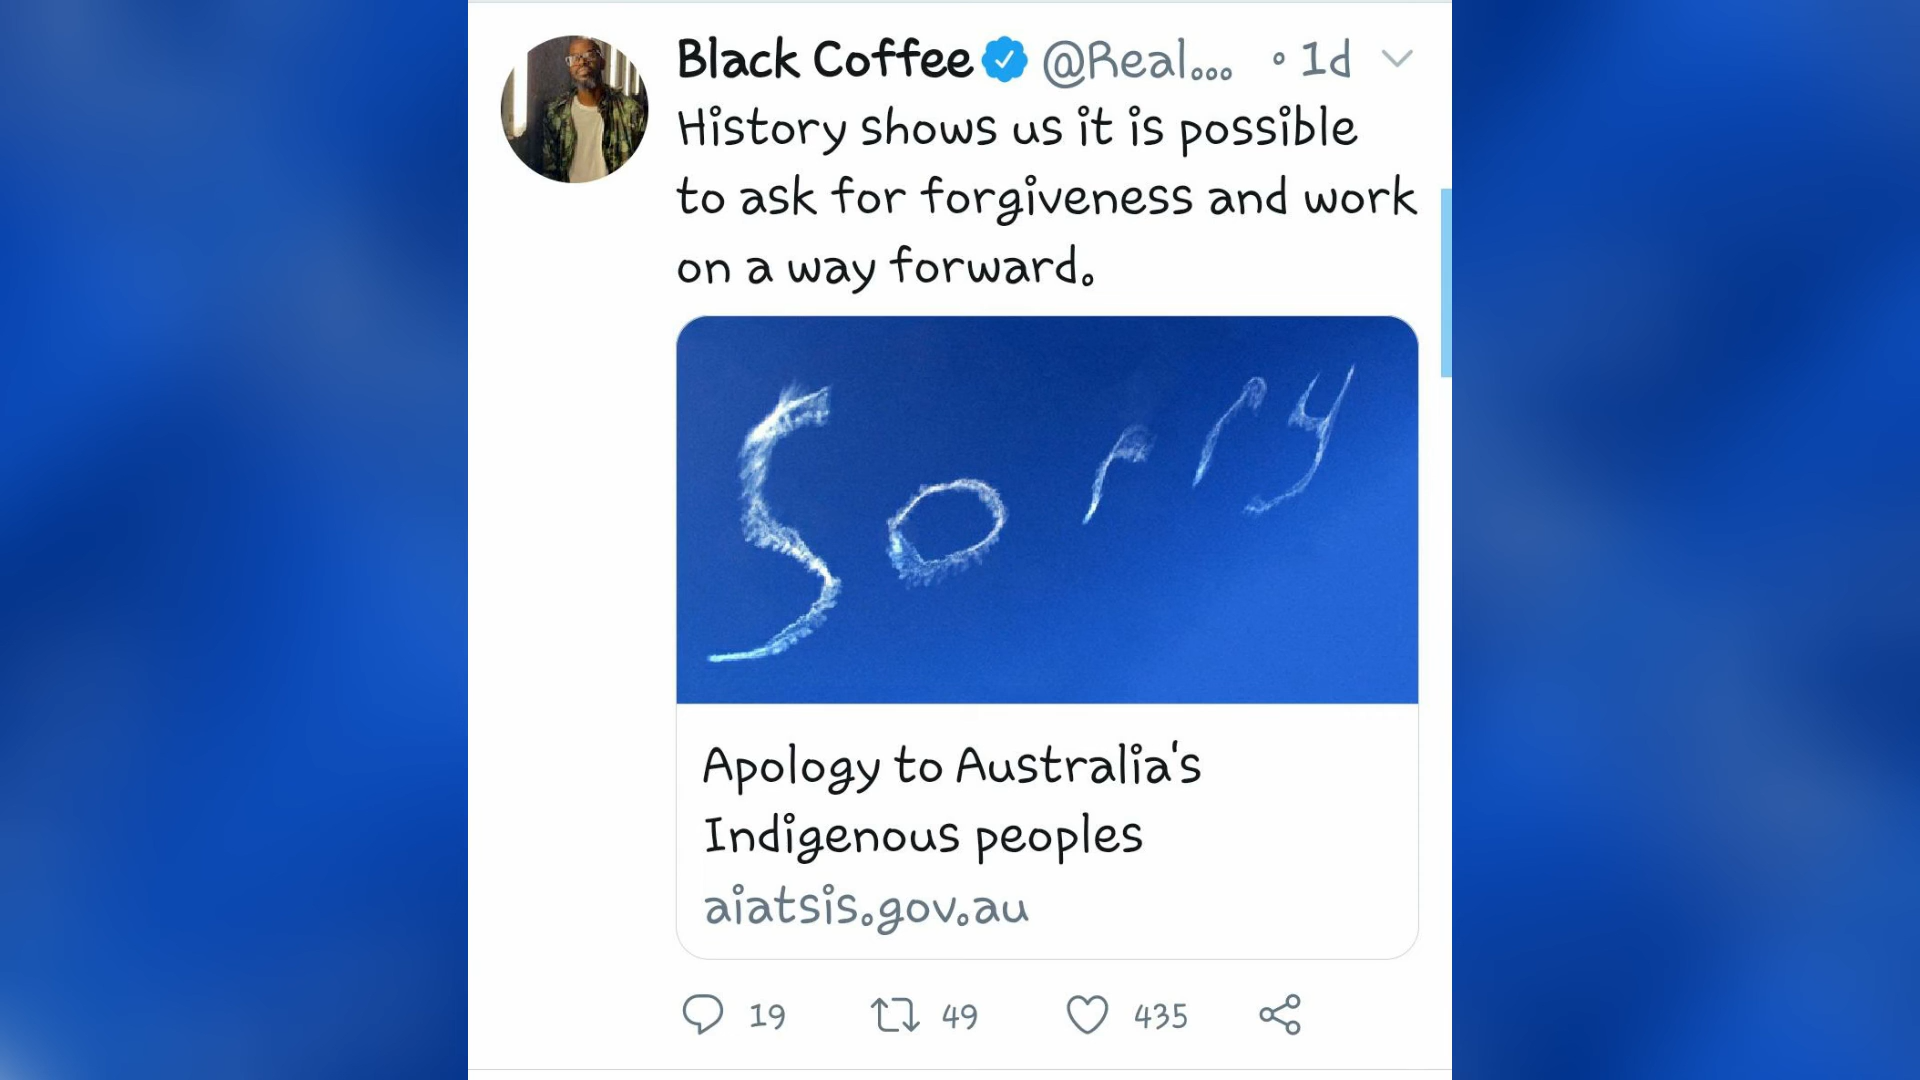 Black Coffee @Real... • 1d
History shows us it is possible
to ask for forgiveness and work
on a way forward.
Sorry
Apology to Australia's
Indigenous peoples
aiatsis.gov.au
19 49 435